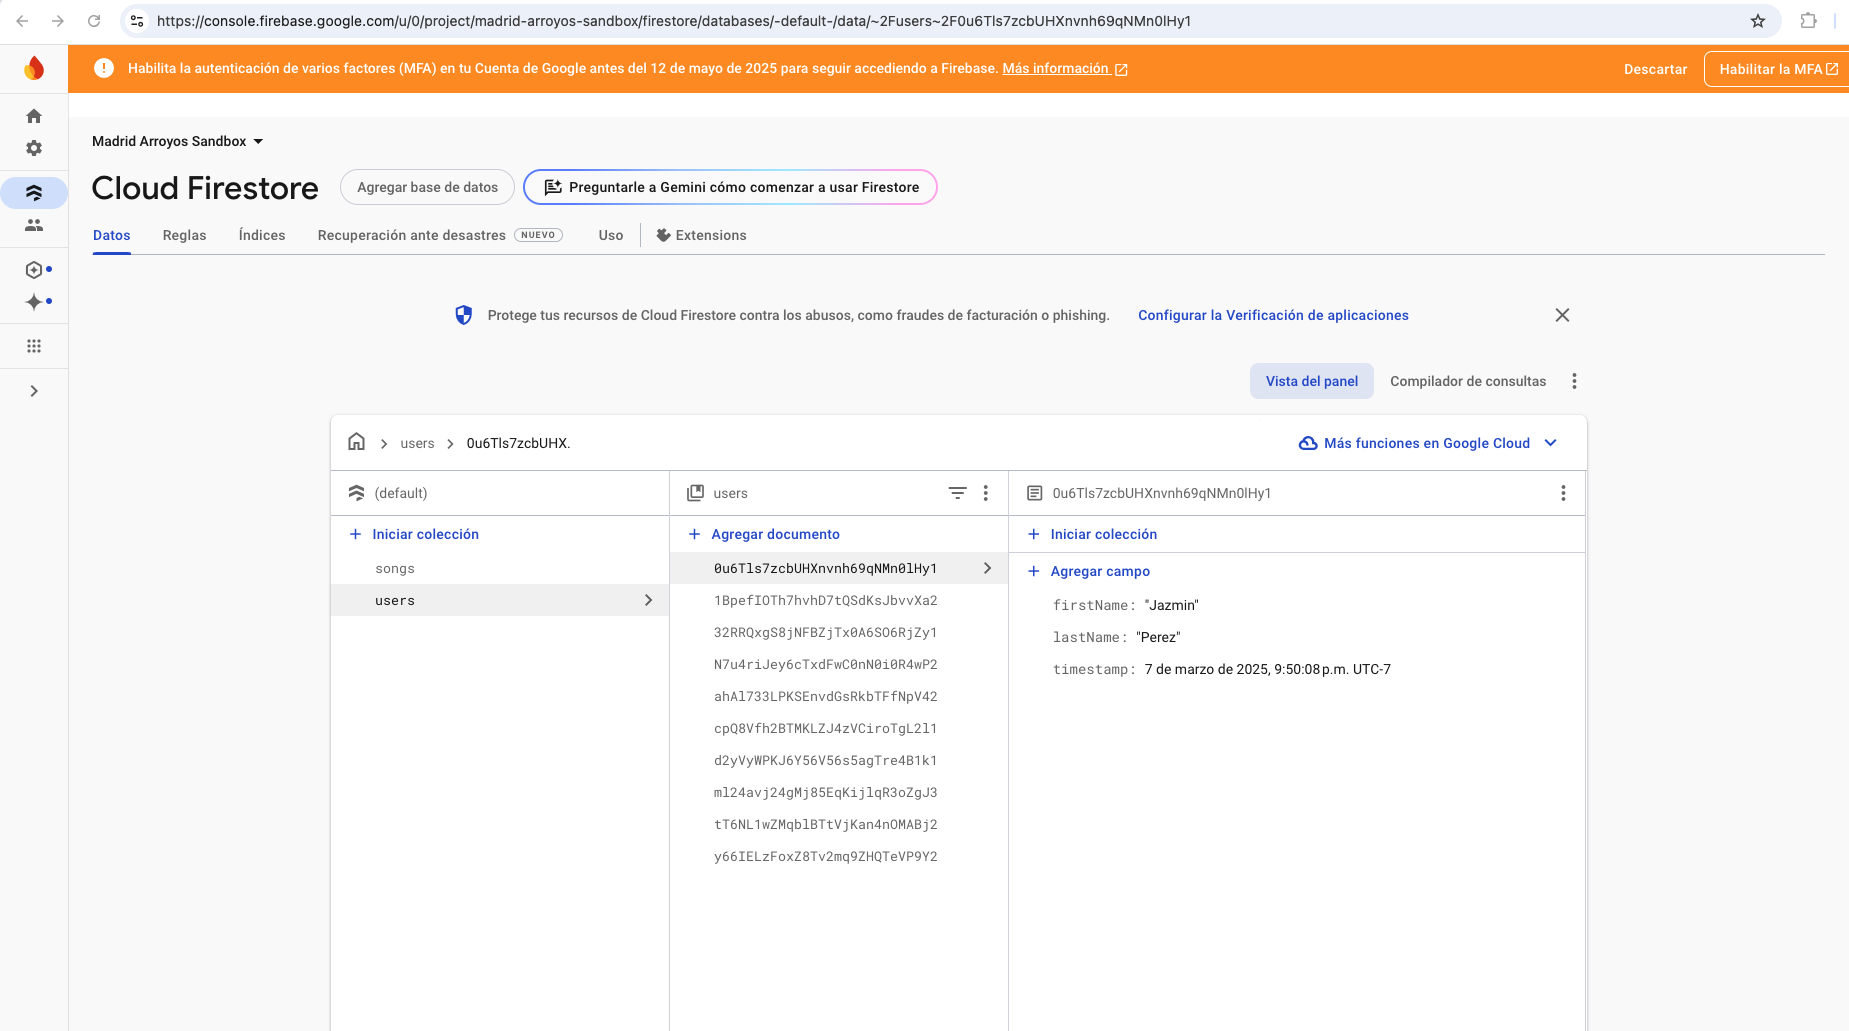 https://console.firebase.google.com/u/0/project/madrid-arroyos-sandbox/firestore/databases/-default-/data/~2Fusers~2F0u6Tls7zcbUHXnvnh69qNMn0lHy1
Habilita la autenticación de varios factores (MFA) en tu Cuenta de Google antes del 12 de mayo de 2025 para seguir accediendo a Firebase. Más información
Descartar
Habilitar la MFA
Madrid Arroyos Sandbox
Cloud Firestore
Agregar base de datos
Preguntarle a Gemini cómo comenzar a usar Firestore
Datos
Reglas
Índices
Recuperación ante desastres NUEVO
Uso
Extensions
Protege tus recursos de Cloud Firestore contra los abusos, como fraudes de facturación o phishing.
Configurar la Verificación de aplicaciones
Vista del panel
Compilador de consultas
users
0u6Tls7zcbUHX.
Más funciones en Google Cloud
(default)
+ Iniciar colección
songs
users
users
+ Agregar documento
0u6Tls7zcbUHXnvnh69qNMn0lHy1
1BpefIOTh7hvhD7tQSdKsJbvvXa2
32RRQxgS8jNFBZjTx0A6SO6RjZy1
N7u4riJey6cTxdFwC0nN0i0R4wP2
ahAl733LPKSEnvdGsRkbTFfNpV42
cpQ8Vfh2BTMKLZJ4zVCiroTgL2l1
d2yVyWPKJ6Y56V56s5agTre4B1k1
ml24avj24gMj85EqKijlqR3oZgJ3
tT6NL1wZMqblBTtVjKan4nOMABj2
y66IELzFoxZ8Tv2mq9ZHQTeVP9Y2
0u6Tls7zcbUHXnvnh69qNMn0lHy1
+ Iniciar colección
+ Agregar campo
firstName: "Jazmin"
lastName: "Perez"
timestamp: 7 de marzo de 2025, 9:50:08 p.m. UTC-7